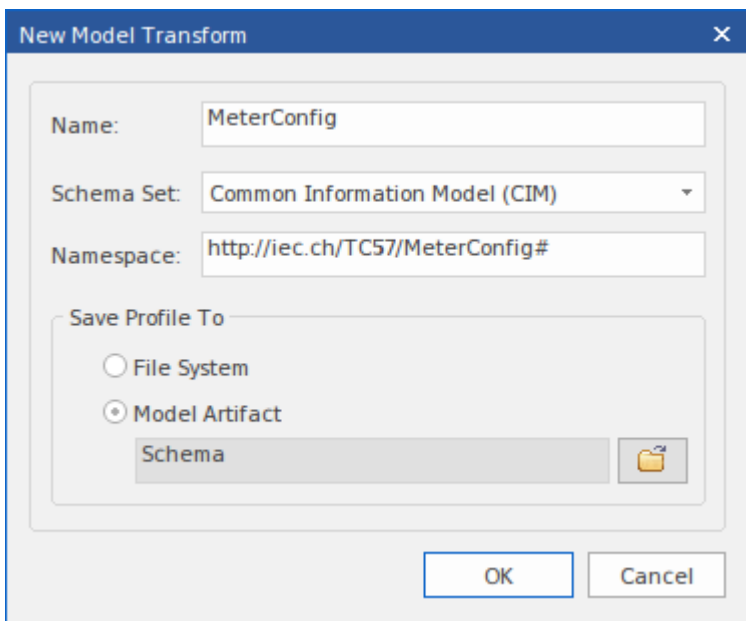 New Model Transform
Name: MeterConfig
Schema Set: Common Information Model (CIM)
Namespace: http://iec.ch/TC57/MeterConfig#
Save Profile To
File System
Model Artifact
Schema
OK Cancel